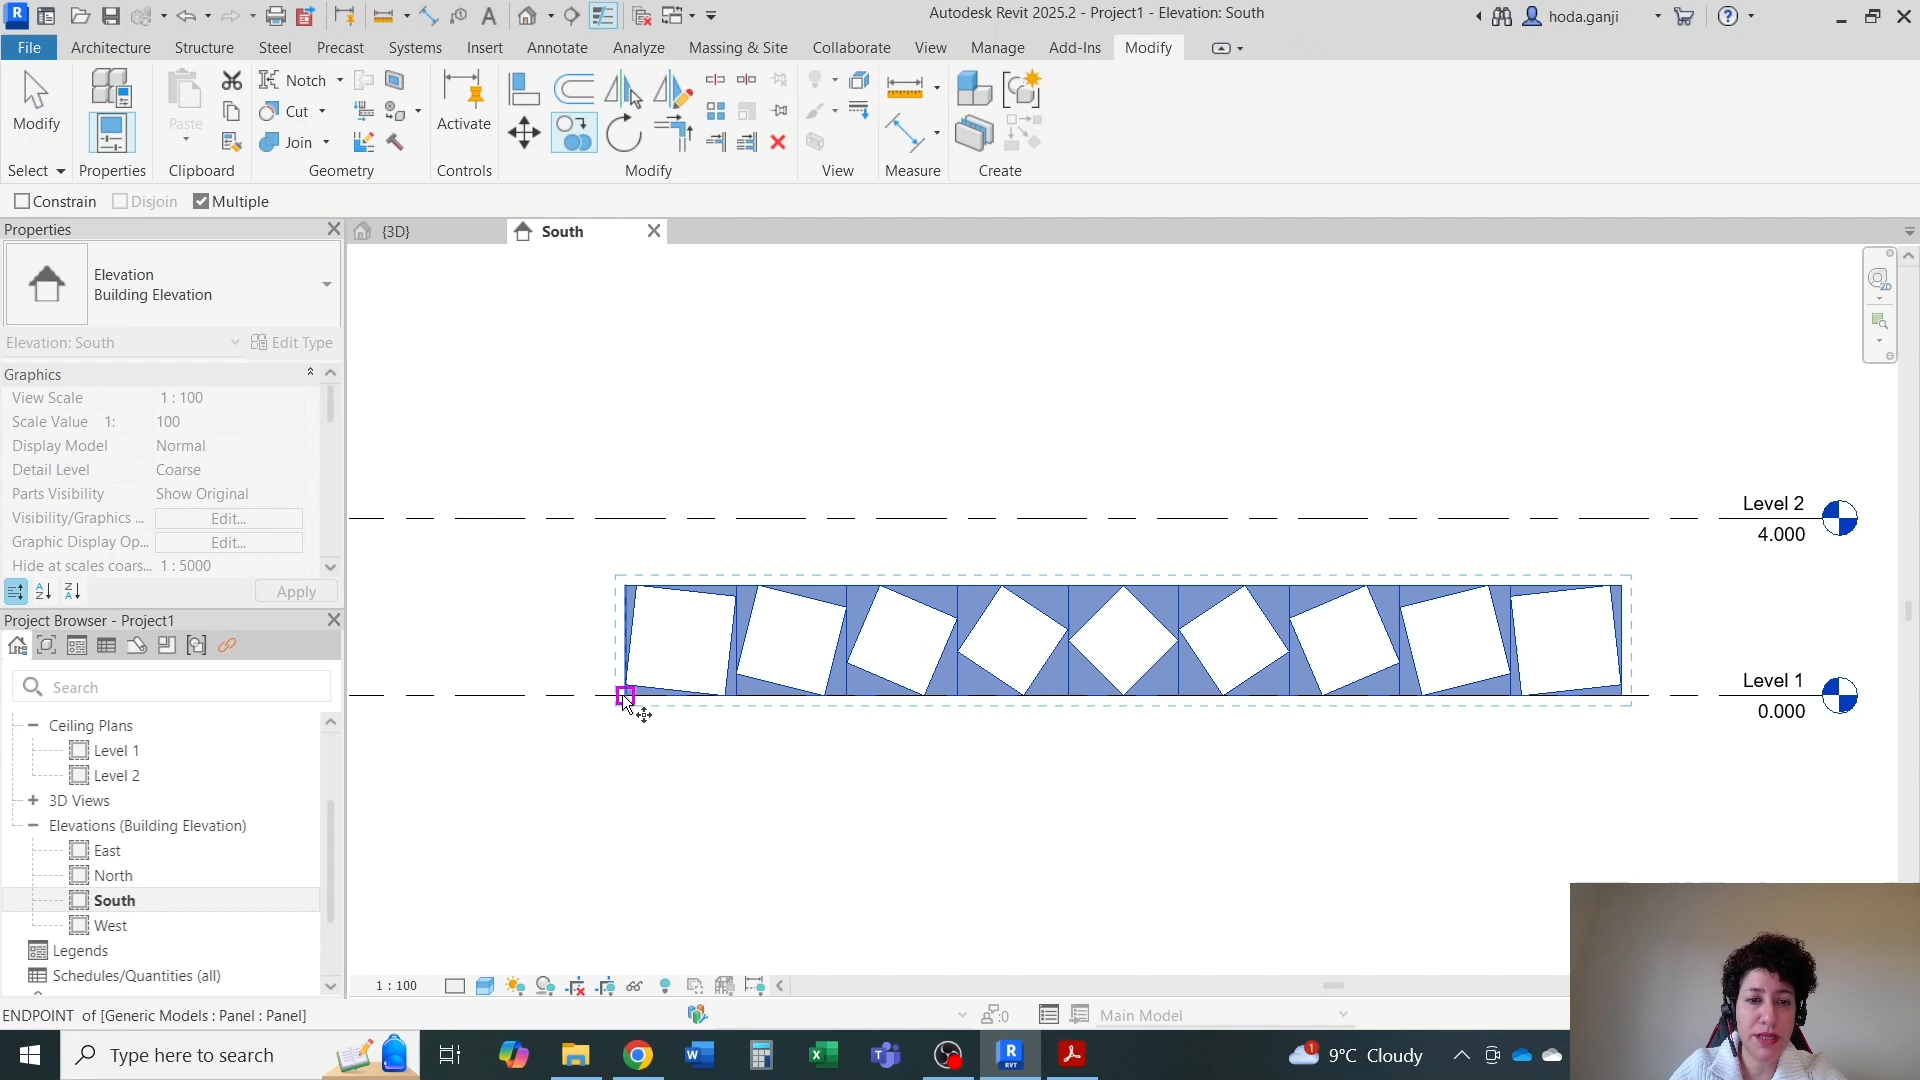 Autodesk Revit 2025.2 - Project1 - Elevation: South
hoda.ganji
File Architecture Structure Steel Precast Systems Insert Annotate Analyze Massing & Site Collaborate View Manage Add-Ins Modify
Modify
Paste
Notch
Cut
Join
Activate
Select Properties Clipboard Geometry Controls Modify View Measure Create
Constrain Disjoin Multiple
Properties
{3D}
South
Elevation
Building Elevation
Elevation: South Edit Type
Graphics
View Scale 1 : 100
Scale Value 1: 100
Display Model Normal
Detail Level Coarse
Parts Visibility Show Original
Visibility/Graphics ... Edit...
Graphic Display Op... Edit...
Hide at scales coars... 1 : 5000
Apply
Project Browser - Project1
Search
Ceiling Plans
Level 1
Level 2
3D Views
Elevations (Building Elevation)
East
North
South
West
Legends
Schedules/Quantities (all)
Level 2
4.000
Level 1
0.000
1 : 100
ENDPOINT of [Generic Models : Panel : Panel]
:0
Main Model
Type here to search
9°C Cloudy